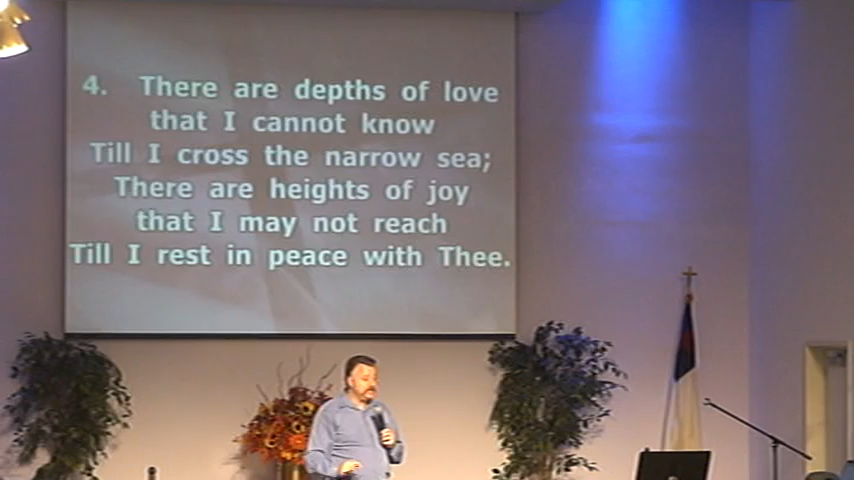 4. There are depths of love
that I cannot know
Till I cross the narrow sea;
There are heights of joy
that I may not reach
Till I rest in peace with Thee.